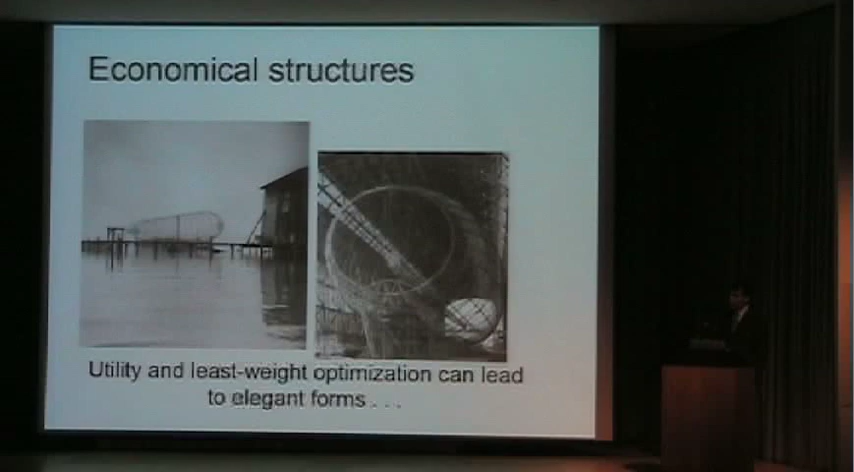 Economical structures
Utility and least-weight optimization can lead
to elegant forms . . .